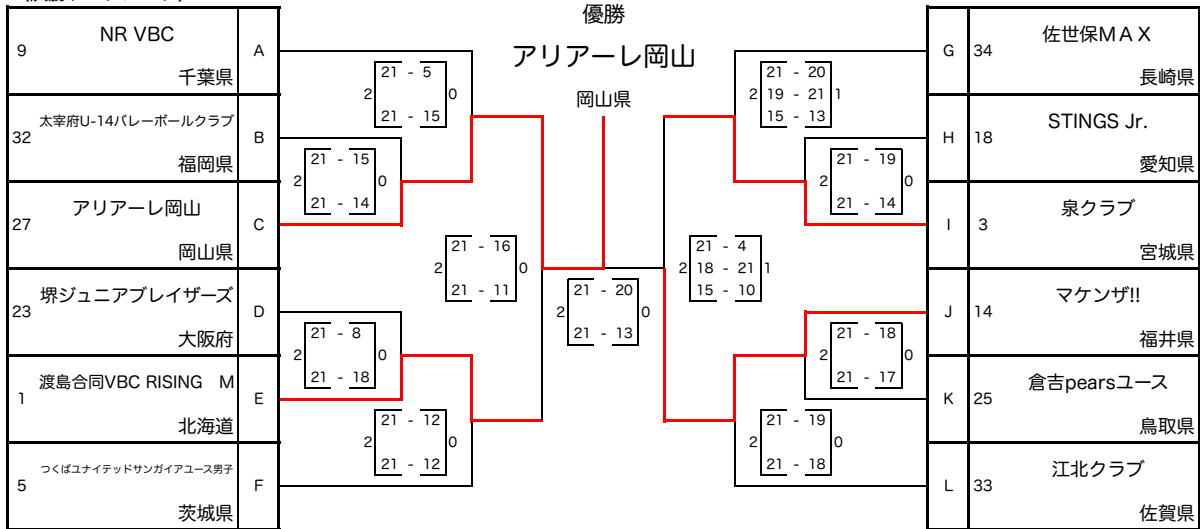 優勝
アリアーレ岡山
岡山県
9 NR VBC A
千葉県
32 太宰府U-14バレーボールクラブ B
福岡県
27 アリアーレ岡山 C
岡山県
23 堺ジュニアブレイザーズ D
大阪府
1 渡島合同VBC RISING　M E
北海道
5 つくばユナイテッドサンガイアユース男子 F
茨城県
21 - 5
2 0
21 - 15
21 - 15
2 0
21 - 14
21 - 16
2 0
21 - 11
21 - 8
2 0
21 - 18
21 - 12
2 0
21 - 12
21 - 20
2 0
21 - 13
21 - 20
2 19 - 21 1
15 - 13
21 - 19
2 0
21 - 14
21 - 4
2 18 - 21 1
15 - 10
21 - 18
2 0
21 - 17
21 - 19
2 0
21 - 18
G 34 佐世保ＭＡＸ
長崎県
H 18 STINGS Jr.
愛知県
I 3 泉クラブ
宮城県
J 14 マケンザ!!
福井県
K 25 倉吉pearsユース
鳥取県
L 33 江北クラブ
佐賀県